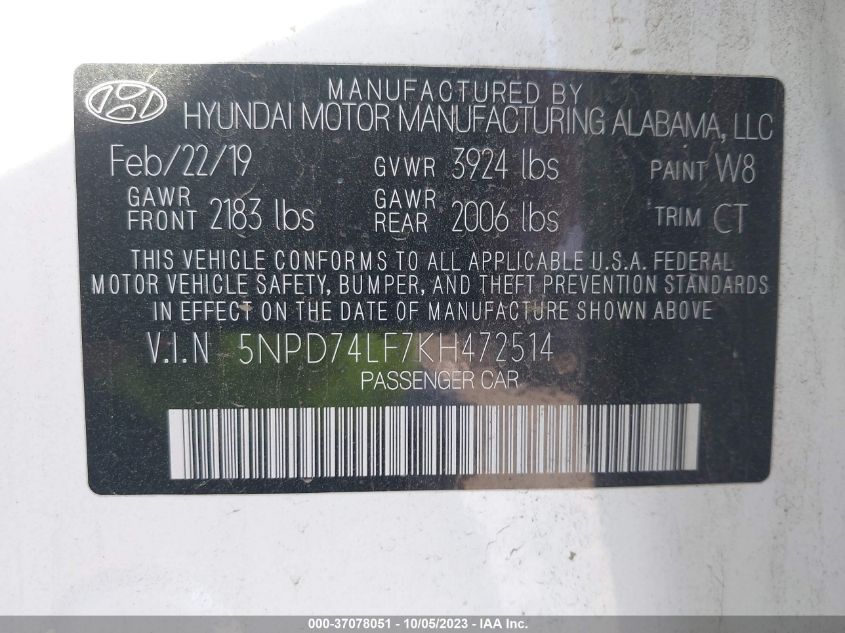 MANUFACTURED BY
HYUNDAI MOTOR MANUFACTURING ALABAMA, LLC
Feb/22/19 GVWR 3924 lbs PAINT W8
GAWR FRONT 2183 lbs GAWR REAR 2006 lbs TRIM CT
THIS VEHICLE CONFORMS TO ALL APPLICABLE U.S.A. FEDERAL
MOTOR VEHICLE SAFETY, BUMPER, AND THEFT PREVENTION STANDARDS
IN EFFECT ON THE DATE OF MANUFACTURE SHOWN ABOVE
V.I.N 5NPD74LF7KH472514
PASSENGER CAR
000-37078051 - 10/05/2023 - IAA Inc.